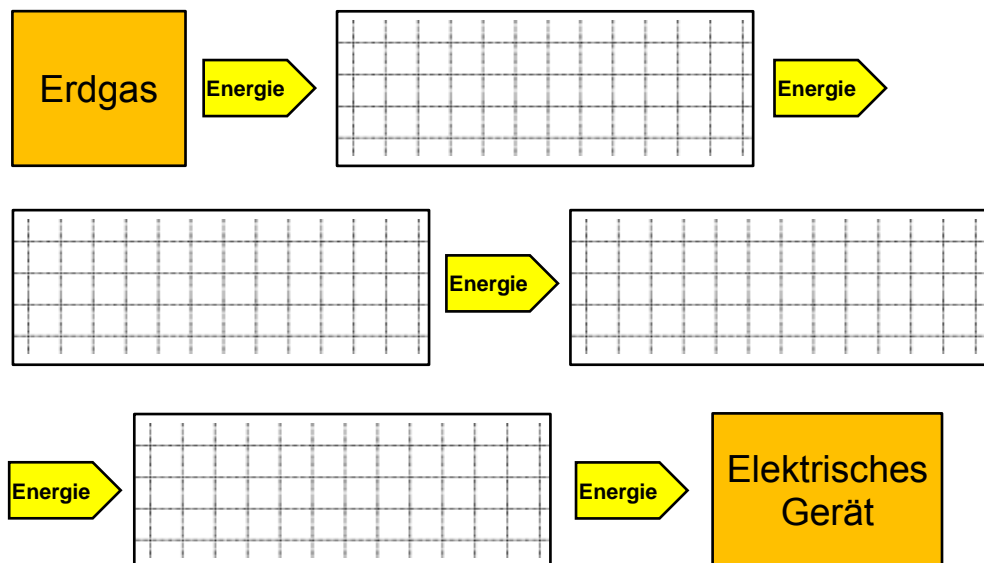 Erdgas
Energie
Energie
Energie
Energie
Energie
Elektrisches
Gerät